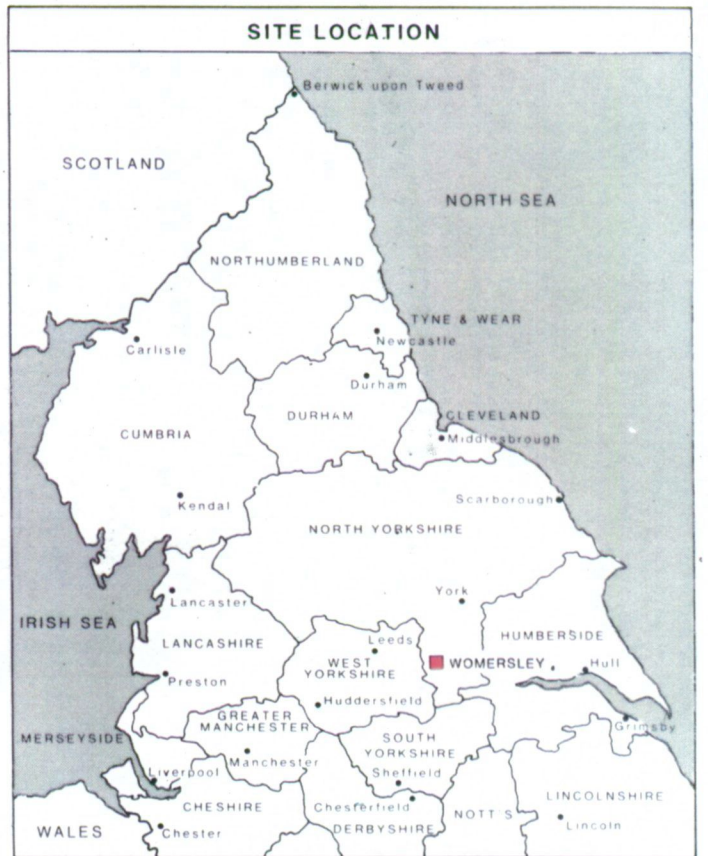 SITE LOCATION
Berwick upon Tweed
SCOTLAND
NORTH SEA
NORTHUMBERLAND
TYNE & WEAR
Newcastle
Carlisle
Durham
DURHAM
CLEVELAND
Middlesbrough
CUMBRIA
Kendal
Scarborough
NORTH YORKSHIRE
York
Lancaster
IRISH SEA
LANCASHIRE
Leeds
HUMBERSIDE
WEST
YORKSHIRE
WOMERSLEY
Hull
Preston
Huddersfield
GREATER
MANCHESTER
Grimsby
MERSEYSIDE
SOUTH
YORKSHIRE
Manchester
Liverpool
Sheffield
CHESHIRE
Chesterfield
NOTT'S
LINCOLNSHIRE
WALES
Chester
DERBYSHIRE
Lincoln